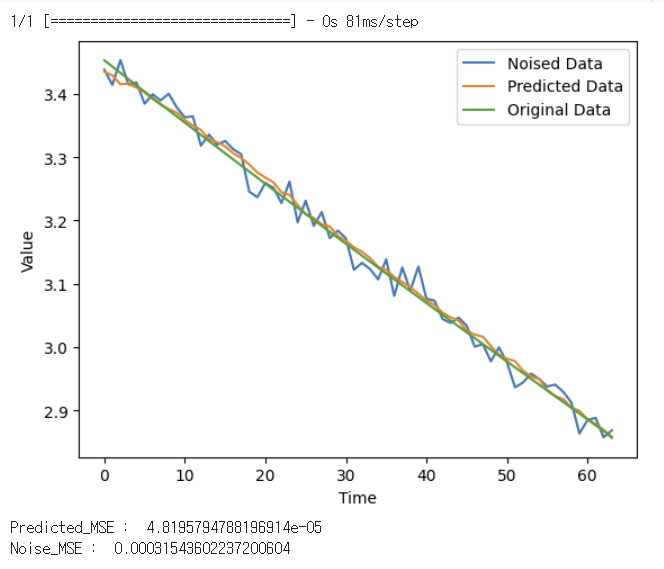 1/1 [==============================] - 0s 81ms/step
Noised Data
Predicted Data
Original Data
3.4
3.3
3.2
3.1
3.0
2.9
Value
0 10 20 30 40 50 60
Time
Predicted_MSE : 4.8195794788196914e-05
Noise_MSE : 0.00031543602237200604